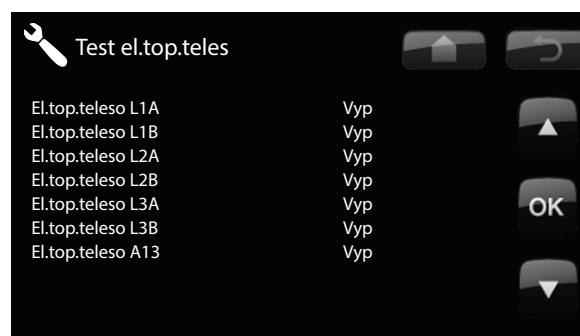 Test el.top.teles
El.top.teleso L1A Vyp
El.top.teleso L1B Vyp
El.top.teleso L2A Vyp
El.top.teleso L2B Vyp
El.top.teleso L3A Vyp
El.top.teleso L3B Vyp
El.top.teleso A13 Vyp
OK